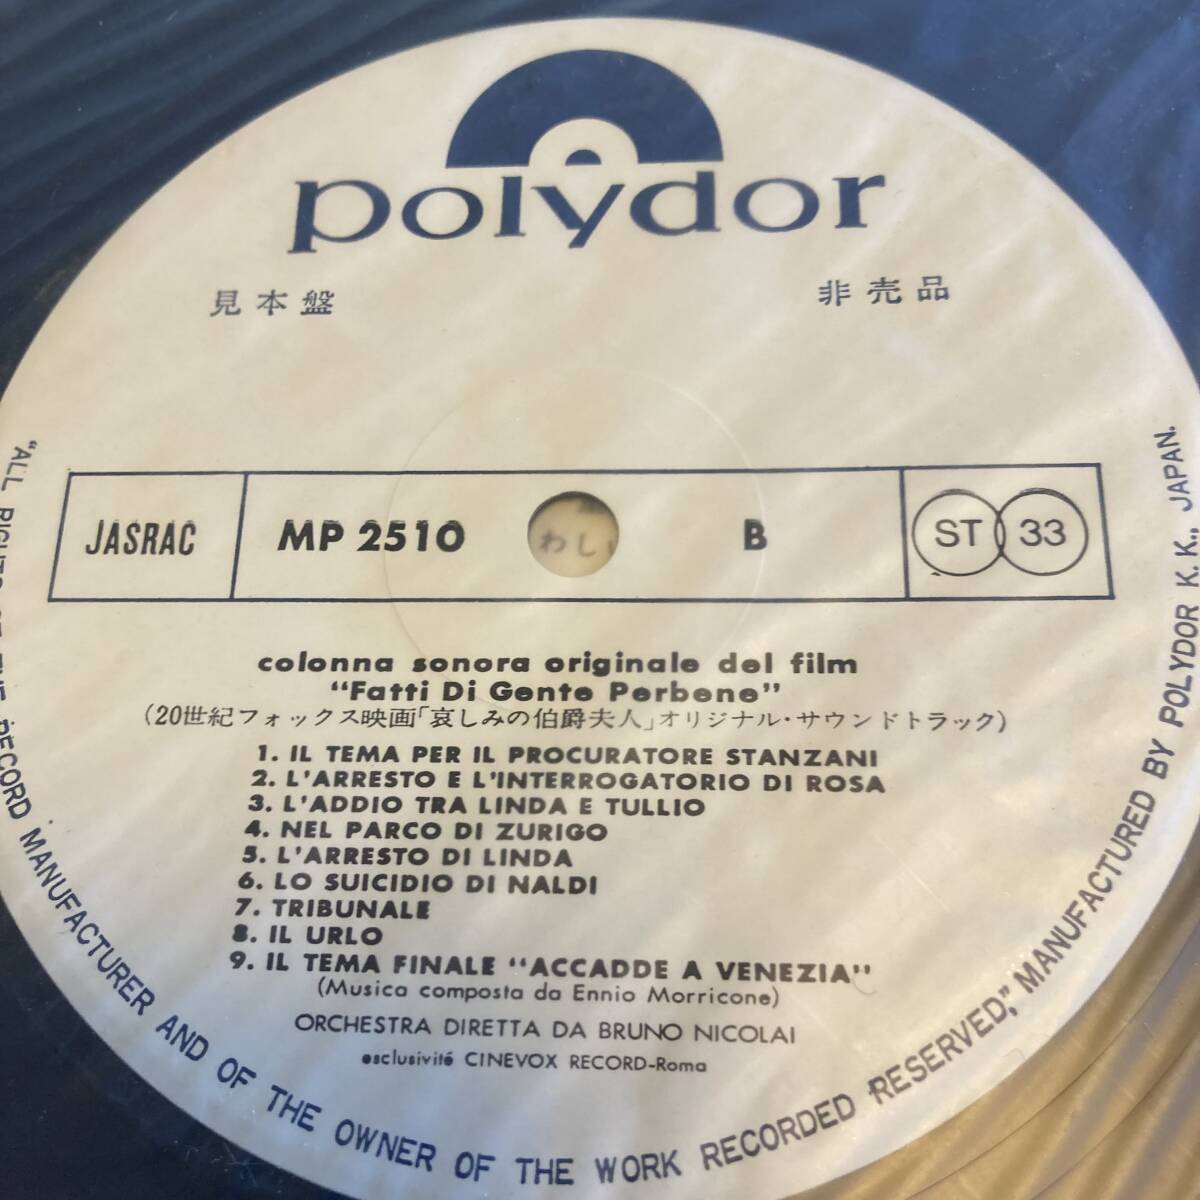 polydor
見本盤
非売品
JASRAC
MP 2510
わし
B
ST 33
colonna sonora originale del film
"Fatti Di Gente Perbene"
(20世紀フォックス映画「哀しみの伯爵夫人」オリジナル・サウンドトラック)
1. IL TEMA PER IL PROCURATORE STANZANI
2. L'ARRESTO E L'INTERROGATORIO DI ROSA
3. L'ADDIO TRA LINDA E TULLIO
4. NEL PARCO DI ZURIGO
5. L'ARRESTO DI LINDA
6. LO SUICIDIO DI NALDI
7. TRIBUNALE
8. IL URLO
9. IL TEMA FINALE "ACCADDE A VENEZIA"
(Musica composta da Ennio Morricone)
ORCHESTRA DIRETTA DA BRUNO NICOLAI
esclusivité CINEVOX RECORD-Roma
"ALL RIGHTS OF THE RECORD MANUFACTURER AND OF THE OWNER OF THE WORK RECORDED RESERVED," MANUFACTURED BY POLYDOR K.K., JAPAN.